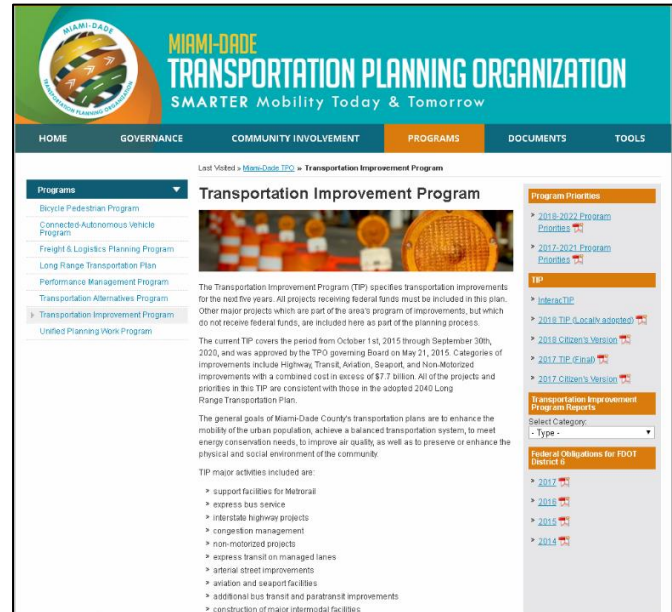 MIAMI-DADE
TRANSPORTATION PLANNING ORGANIZATION
MIAMI-DADE
TRANSPORTATION PLANNING ORGANIZATION
SMARTER Mobility Today & Tomorrow
HOME GOVERNANCE COMMUNITY INVOLVEMENT PROGRAMS DOCUMENTS TOOLS
Last Visited » Miami-Dade TPO » Transportation Improvement Program
Programs
Bicycle Pedestrian Program
Connected-Autonomous Vehicle
Program
Freight & Logistics Planning Program
Long Range Transportation Plan
Performance Management Program
Transportation Alternatives Program
Transportation Improvement Program
Unified Planning Work Program
Transportation Improvement Program
The Transportation Improvement Program (TIP) specifies transportation improvements
for the next five years. All projects receiving federal funds must be included in this plan.
Other major projects which are part of the area's program of improvements, but which
do not receive federal funds, are included here as part of the planning process.
The current TIP covers the period from October 1st, 2015 through September 30th,
2020, and was approved by the TPO governing Board on May 21, 2015. Categories of
improvements include Highway, Transit, Aviation, Seaport, and Non-Motorized
improvements with a combined cost in excess of $7.7 billion. All of the projects and
priorities in this TIP are consistent with those in the adopted 2040 Long
Range Transportation Plan.
The general goals of Miami-Dade County's transportation plans are to enhance the
mobility of the urban population, achieve a balanced transportation system, to meet
energy conservation needs, to improve air quality, as well as to preserve or enhance the
physical and social environment of the community.
TIP major activities included are:
support facilities for Metrorail
express bus service
interstate highway projects
congestion management
non-motorized projects
express transit on managed lanes
arterial street improvements
aviation and seaport facilities
additional bus transit and paratransit improvements
construction of major intermodal facilities
Program Priorities
2018-2022 Program
Priorities
2017-2021 Program
Priorities
TIP
InteracTIP
2018 TIP (Locally adopted)
2018 Citizen's Version
2017 TIP (Final)
2017 Citizen's Version
Transportation Improvement
Program Reports
Select Category:
- Type -
Federal Obligations for FDOT
District 6
2017
2016
2015
2014